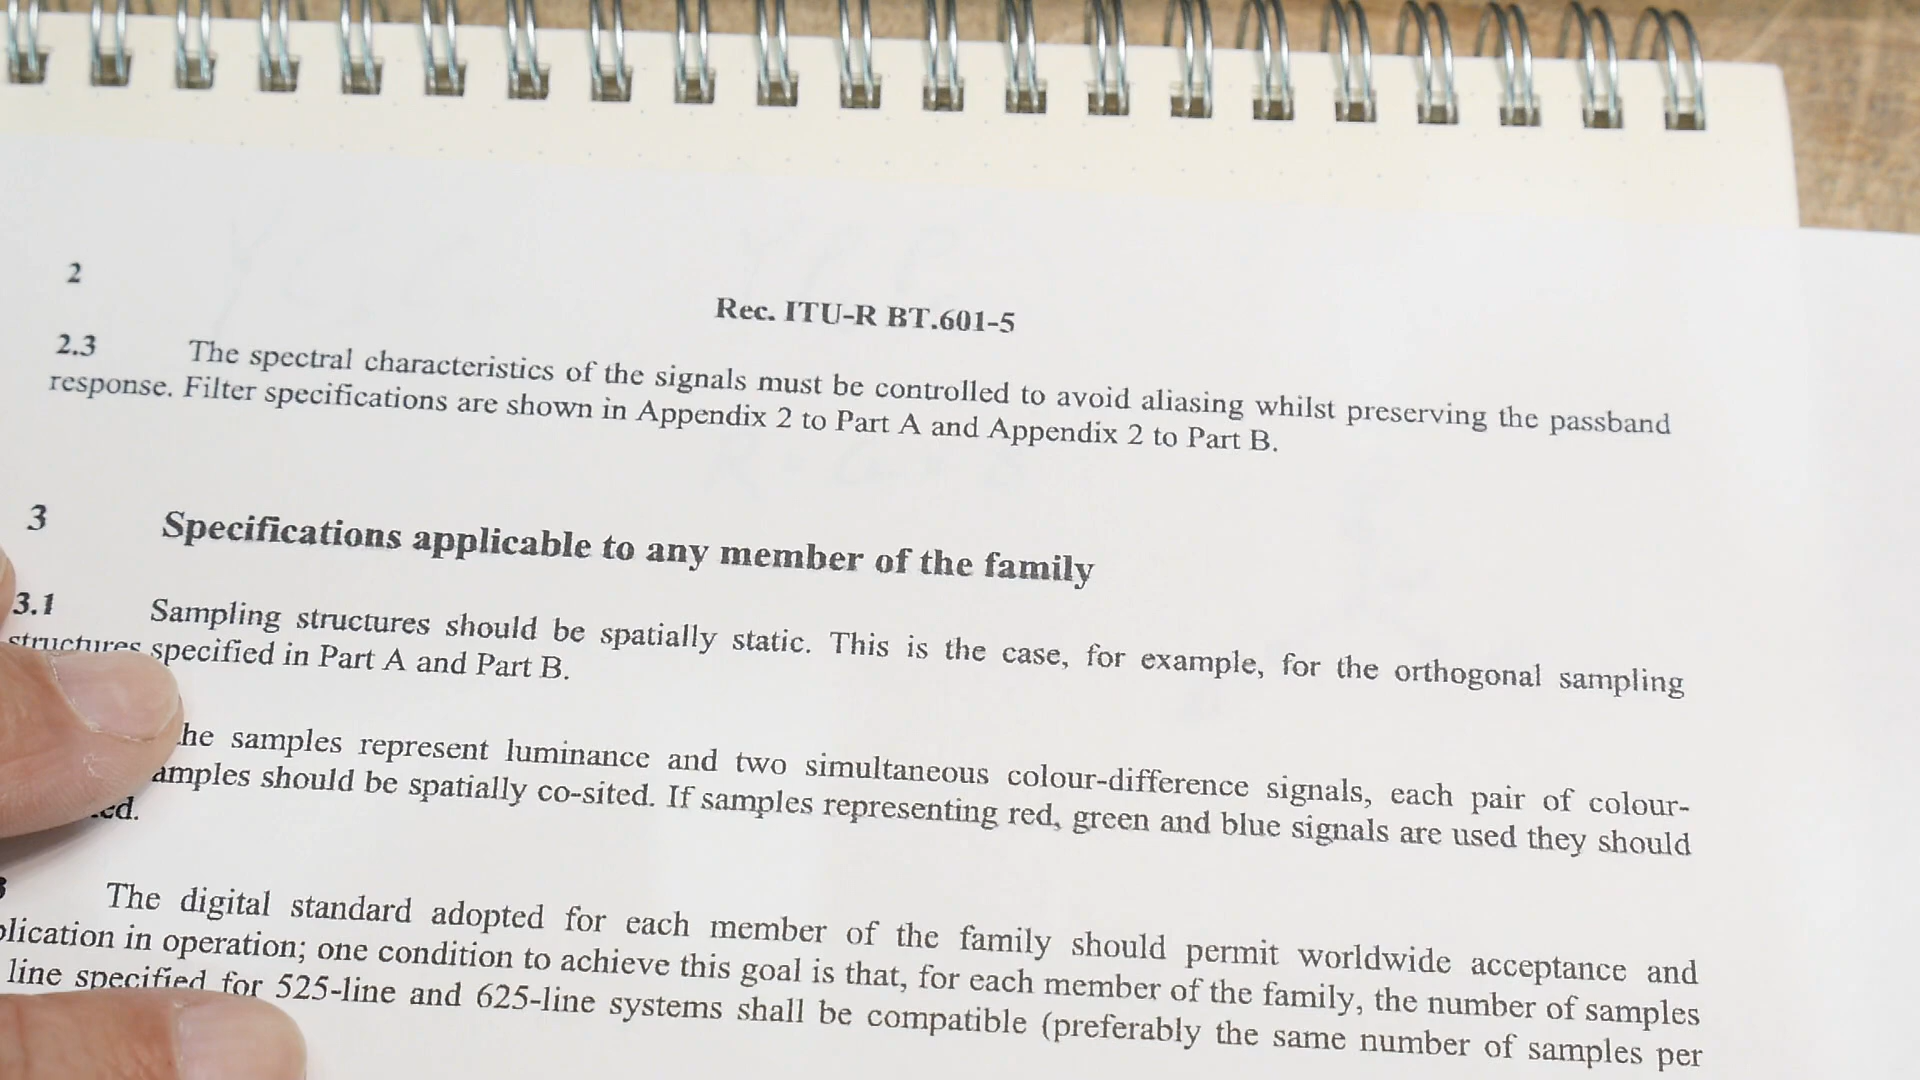 2
Rec. ITU-R BT.601-5
2.3 The spectral characteristics of the signals must be controlled to avoid aliasing whilst preserving the passband
response. Filter specifications are shown in Appendix 2 to Part A and Appendix 2 to Part B.
3 Specifications applicable to any member of the family
3.1 Sampling structures should be spatially static. This is the case, for example, for the orthogonal sampling
structures specified in Part A and Part B.
samples represent luminance and two simultaneous colour-difference signals, each pair of colour-
should be spatially co-sited. If samples representing red, green and blue signals are used they should
The digital standard adopted for each member of the family should permit worldwide acceptance and
in operation; one condition to achieve this goal is that, for each member of the family, the number of samples
line specified for 525-line and 625-line systems shall be compatible (preferably the same number of samples per